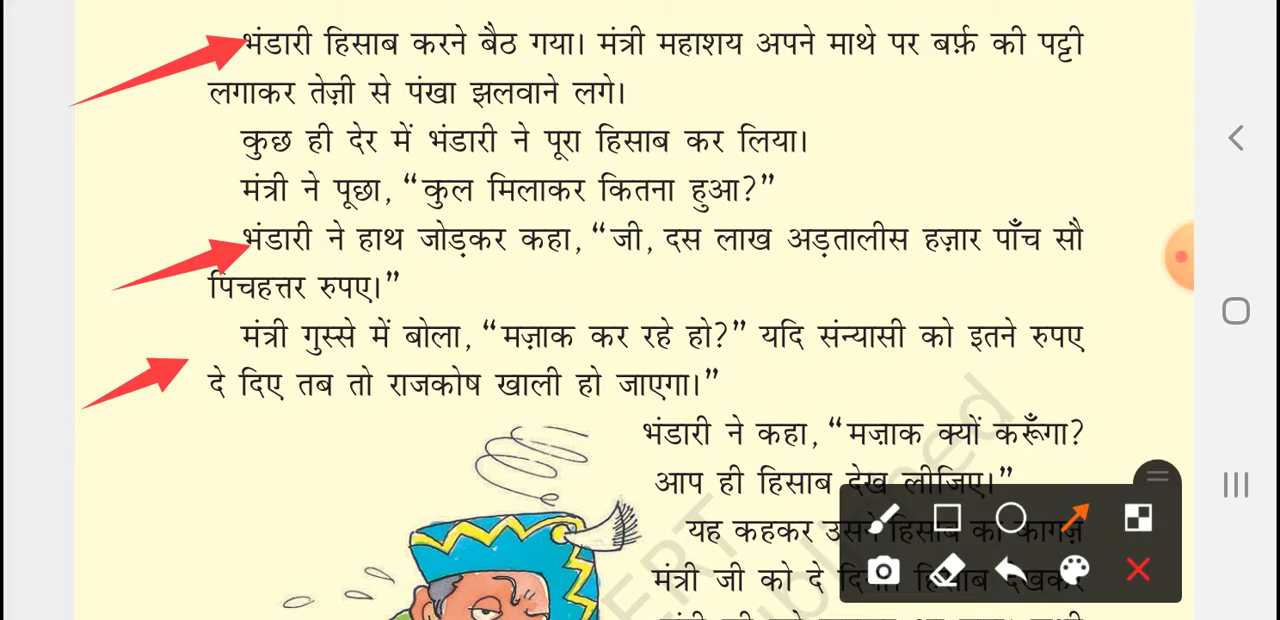 भंडारी हिसाब करने बैठ गया। मंत्री महाशय अपने माथे पर बर्फ़ की पट्टी
लगाकर तेज़ी से पंखा झलवाने लगे।
कुछ ही देर में भंडारी ने पूरा हिसाब कर लिया।
मंत्री ने पूछा, “कुल मिलाकर कितना हुआ?”
भंडारी ने हाथ जोड़कर कहा, “जी, दस लाख अड़तालीस हज़ार पाँच सौ
पिचहत्तर रुपए।”
मंत्री गुस्से में बोला, “मज़ाक कर रहे हो?” यदि संन्यासी को इतने रुपए
दे दिए तब तो राजकोष खाली हो जाएगा।”
भंडारी ने कहा, “मज़ाक क्यों करूँगा?
आप ही हिसाब देख लीजिए।”
यह कहकर उसने हिसाब का कागज़
मंत्री जी को दे हिसाब देखकर